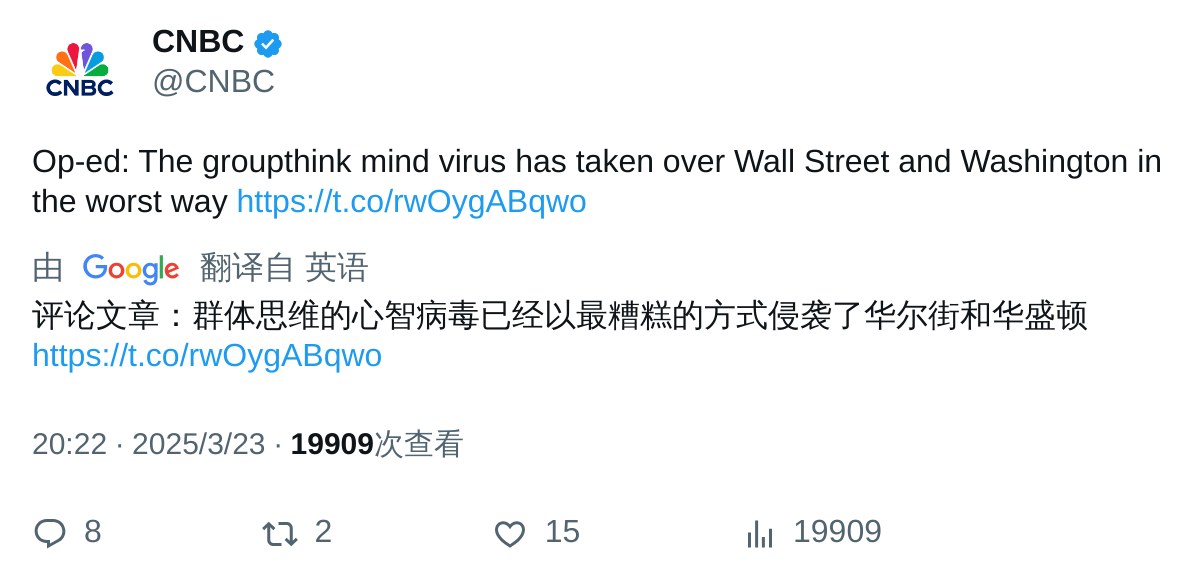 CNBC
CNBC
@CNBC
Op-ed: The groupthink mind virus has taken over Wall Street and Washington in
the worst way https://t.co/rwOygABqwo
由 Google 翻译自 英语
评论文章：群体思维的心智病毒已经以最糟糕的方式侵袭了华尔街和华盛顿
https://t.co/rwOygABqwo
20:22 · 2025/3/23 · 19909次查看
8 2 15 19909